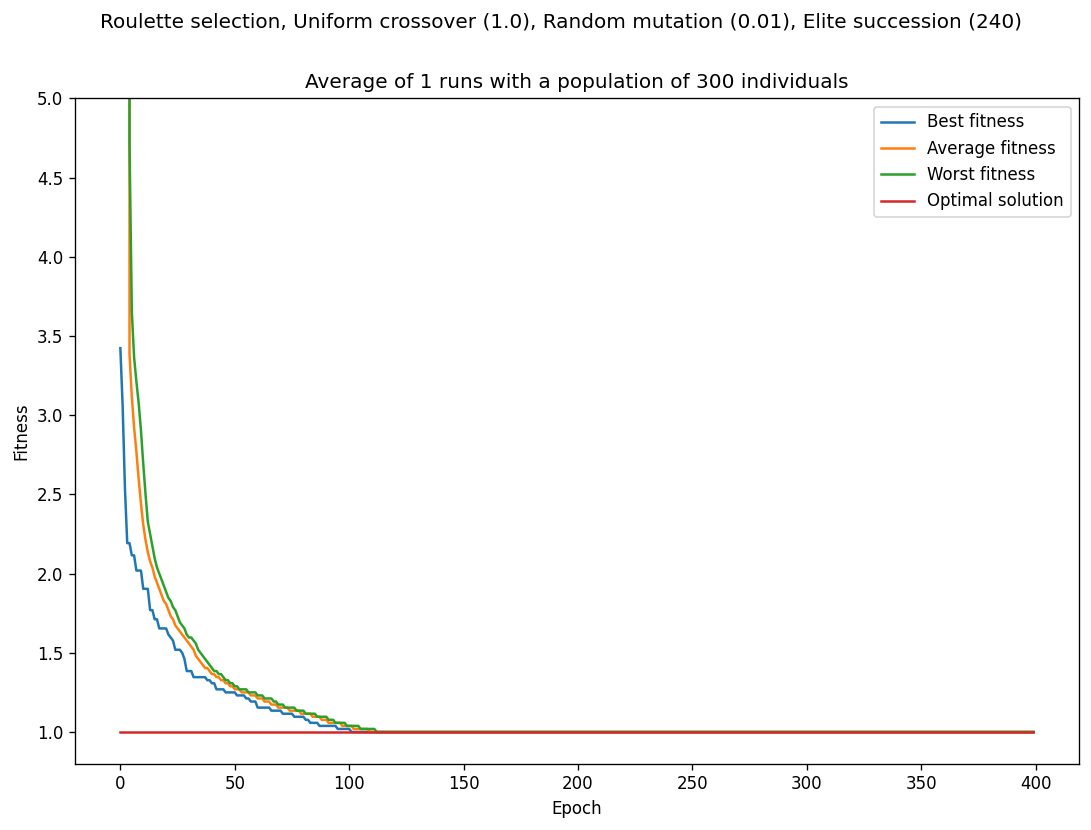 Roulette selection, Uniform crossover (1.0), Random mutation (0.01), Elite succession (240)
Average of 1 runs with a population of 300 individuals
Best fitness
Average fitness
Worst fitness
Optimal solution
5.0
4.5
4.0
3.5
3.0
2.5
2.0
1.5
1.0
Fitness
0 50 100 150 200 250 300 350 400
Epoch